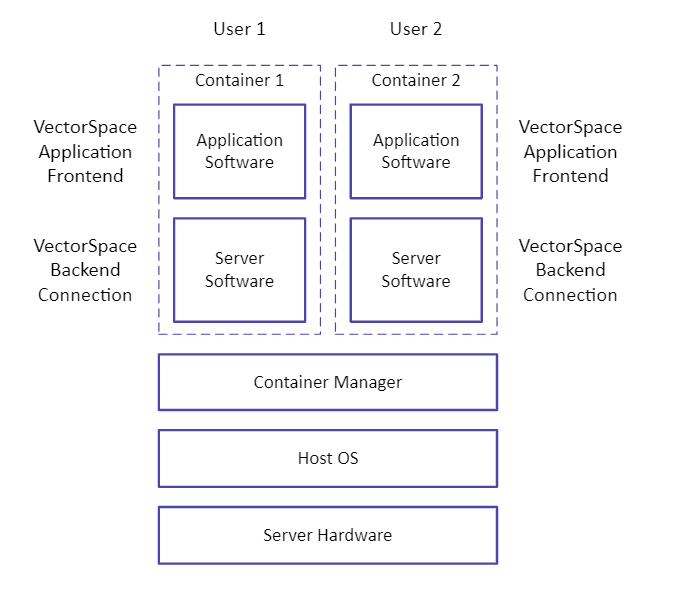 User 1
User 2
Container 1
Container 2
VectorSpace
Application
Frontend
Application
Software
Application
Software
VectorSpace
Application
Frontend
VectorSpace
Backend
Connection
Server
Software
Server
Software
VectorSpace
Backend
Connection
Container Manager
Host OS
Server Hardware